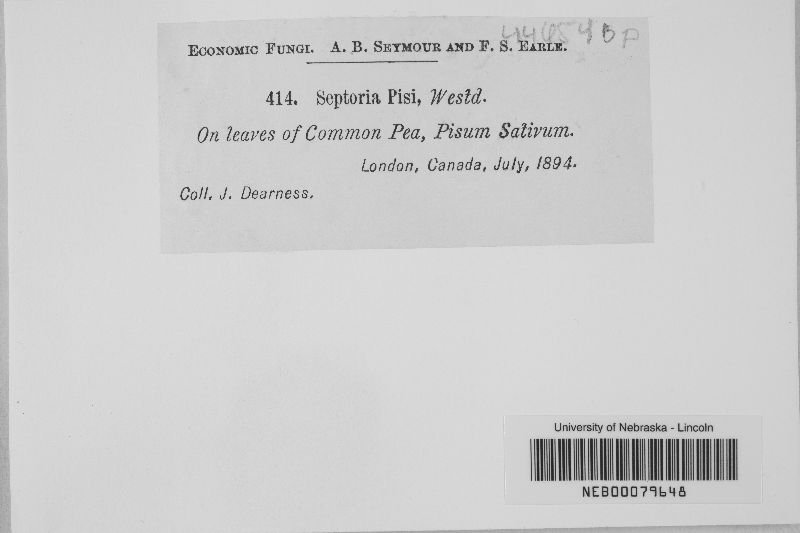 ECONOMIC FUNGI. A. B. SEYMOUR AND F. S. EARLE.
414. Septoria Pisi, Westd.
On leaves of Common Pea, Pisum Sativum.
London, Canada, July, 1894.
Coll. J. Dearness.
University of Nebraska - Lincoln
NEB00079648